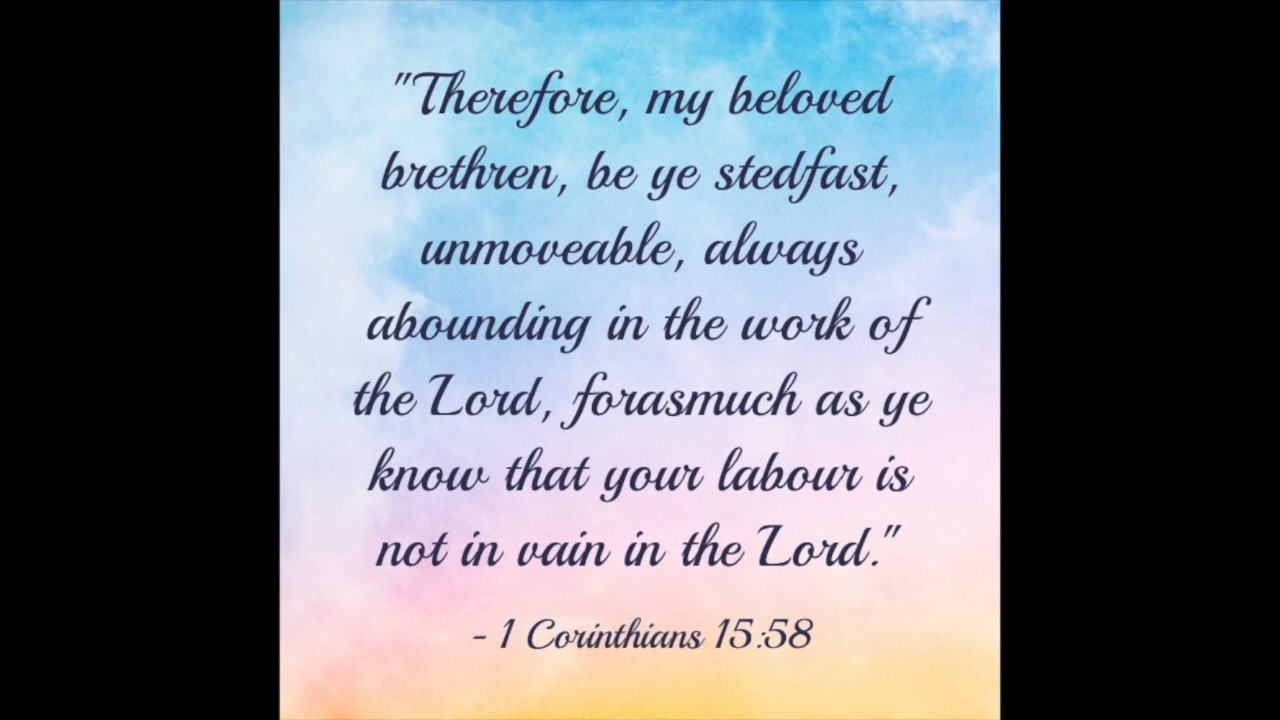 "Therefore, my beloved
brethren, be ye stedfast,
unmoveable, always
abounding in the work of
the Lord, forasmuch as ye
know that your labour is
not in vain in the Lord."
- 1 Corinthians 15:58